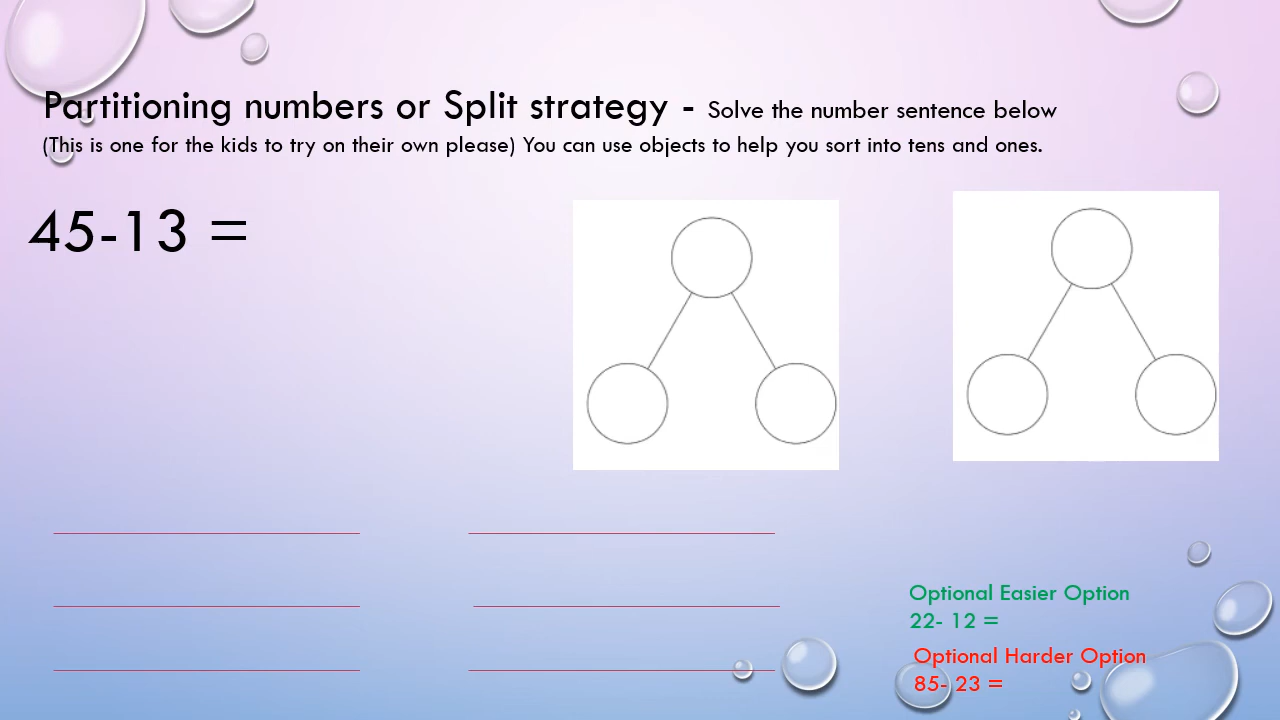 Partitioning numbers or Split strategy - Solve the number sentence below
(This is one for the kids to try on their own please) You can use objects to help you sort into tens and ones.
45-13 =
Optional Easier Option
22- 12 =
Optional Harder Option
85- 23 =